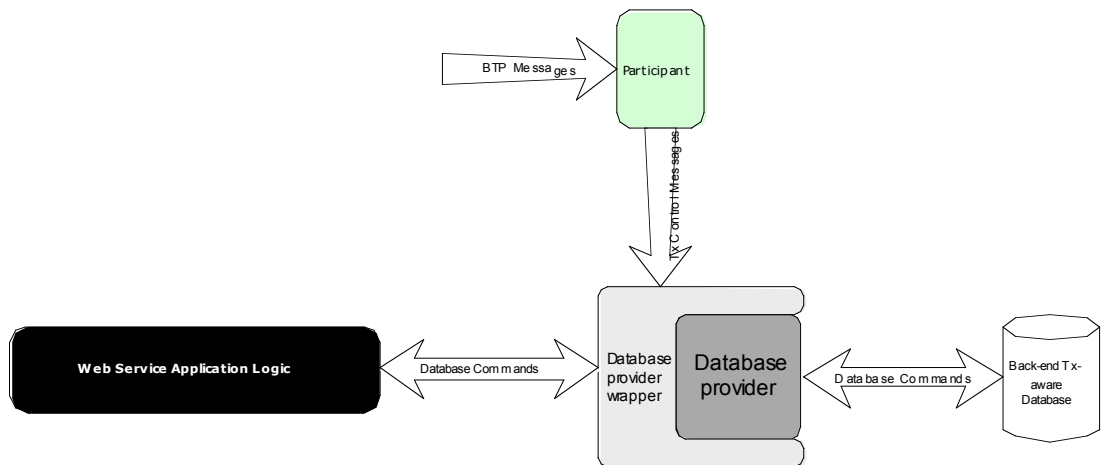 BTP Messages
Participant
Tx Control Messages
Web Service Application Logic
Database Commands
Database
provider
wrapper
Database
provider
Database Commands
Back-end Tx-
aware
Database